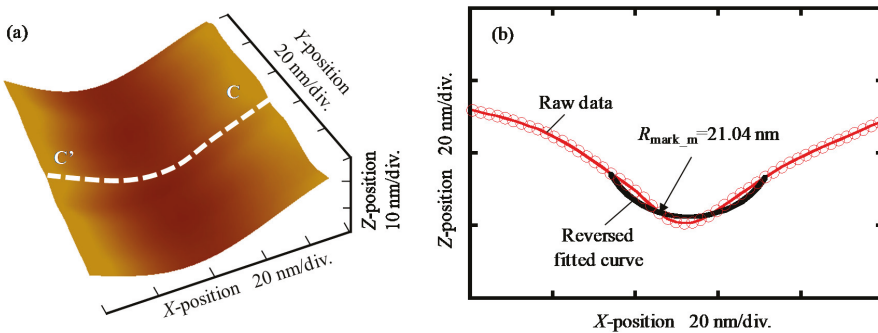 (a)
C
C'
Y-position
20 nm/div.
Z-position
10 nm/div.
X-position 20 nm/div.
(b)
Raw data
R_mark_m=21.04 nm
Reversed
fitted curve
Z-position 20 nm/div.
X-position 20 nm/div.